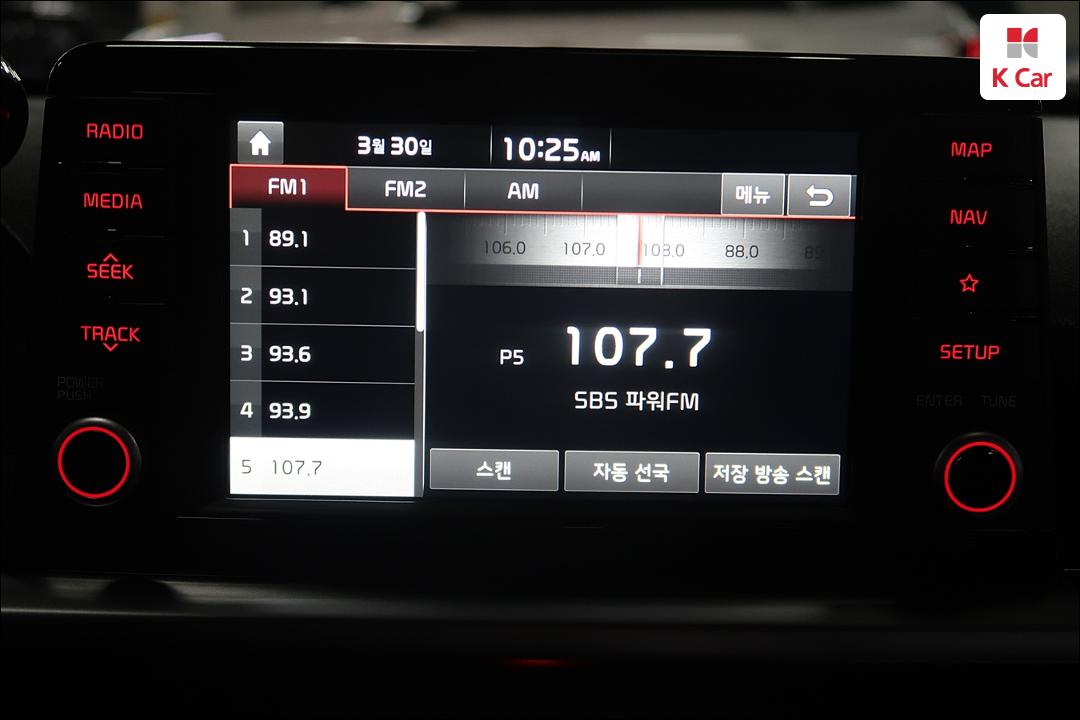 K Car
RADIO
MEDIA
SEEK
TRACK
POWER
PUSH
3월 30일 10:25AM
FM1 FM2 AM 메뉴
1 89.1
2 93.1
3 93.6
4 93.9
5 107.7
106.0 107.0 108.0 88.0 89
P5 107.7
SBS 파워FM
스캔 자동 선국 저장 방송 스캔
MAP
NAV
SETUP
ENTER TUNE